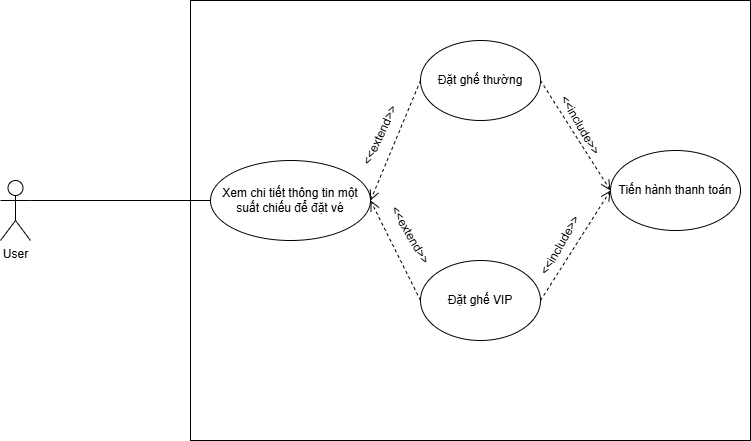 Đặt ghế thường
<<extend>>
<<include>>
Xem chi tiết thông tin một
suất chiếu để đặt vé
Tiến hành thanh toán
User
<<extend>>
<<include>>
Đặt ghế VIP